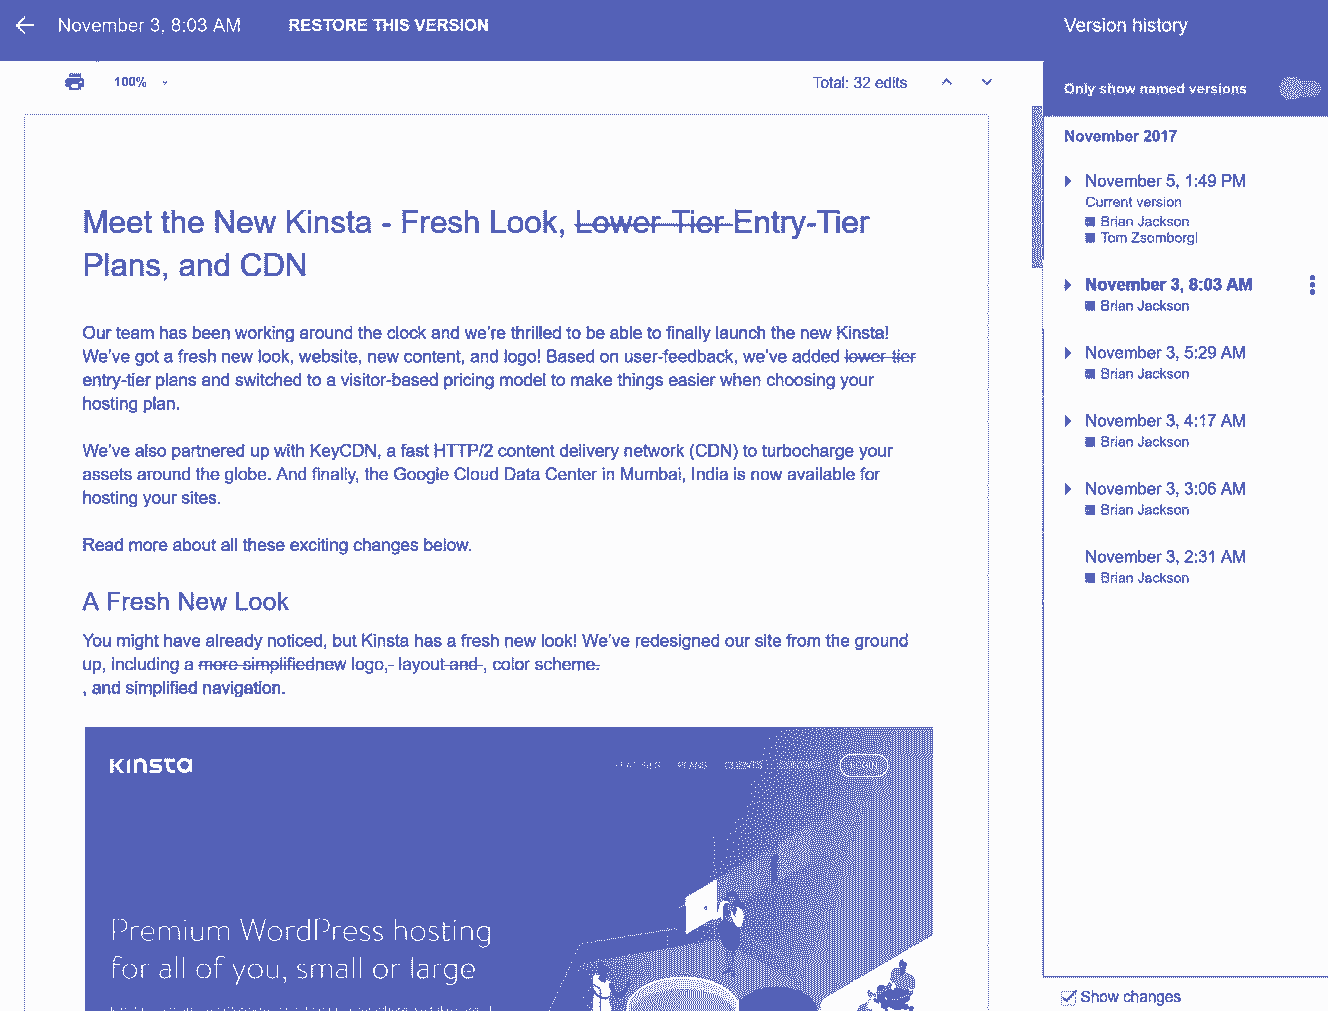 November 3, 8:03 AM
RESTORE THIS VERSION
Version history
100%
Total: 32 edits
Only show named versions
Meet the New Kinsta - Fresh Look, Lower Tier Entry-Tier
Plans, and CDN
Our team has been working around the clock and we're thrilled to be able to finally launch the new Kinsta!
We've got a fresh new look, website, new content, and logo! Based on user-feedback, we've added lower tier
entry-tier plans and switched to a visitor-based pricing model to make things easier when choosing your
hosting plan.
We've also partnered up with KeyCDN, a fast HTTP/2 content delivery network (CDN) to turbocharge your
assets around the globe. And finally, the Google Cloud Data Center in Mumbai, India is now available for
hosting your sites.
Read more about all these exciting changes below.
A Fresh New Look
You might have already noticed, but Kinsta has a fresh new look! We've redesigned our site from the ground
up, including a more simplifiednew logo,- layout and , color scheme.
, and simplified navigation.
KINSTA
PLANS CLIENTS
LOGIN
Premium WordPress hosting
for all of you, small or large
November 2017
November 5, 1:49 PM
Current version
Brian Jackson
Tom Zsomborgi
November 3, 8:03 AM
Brian Jackson
November 3, 5:29 AM
Brian Jackson
November 3, 4:17 AM
Brian Jackson
November 3, 3:06 AM
Brian Jackson
November 3, 2:31 AM
Brian Jackson
Show changes